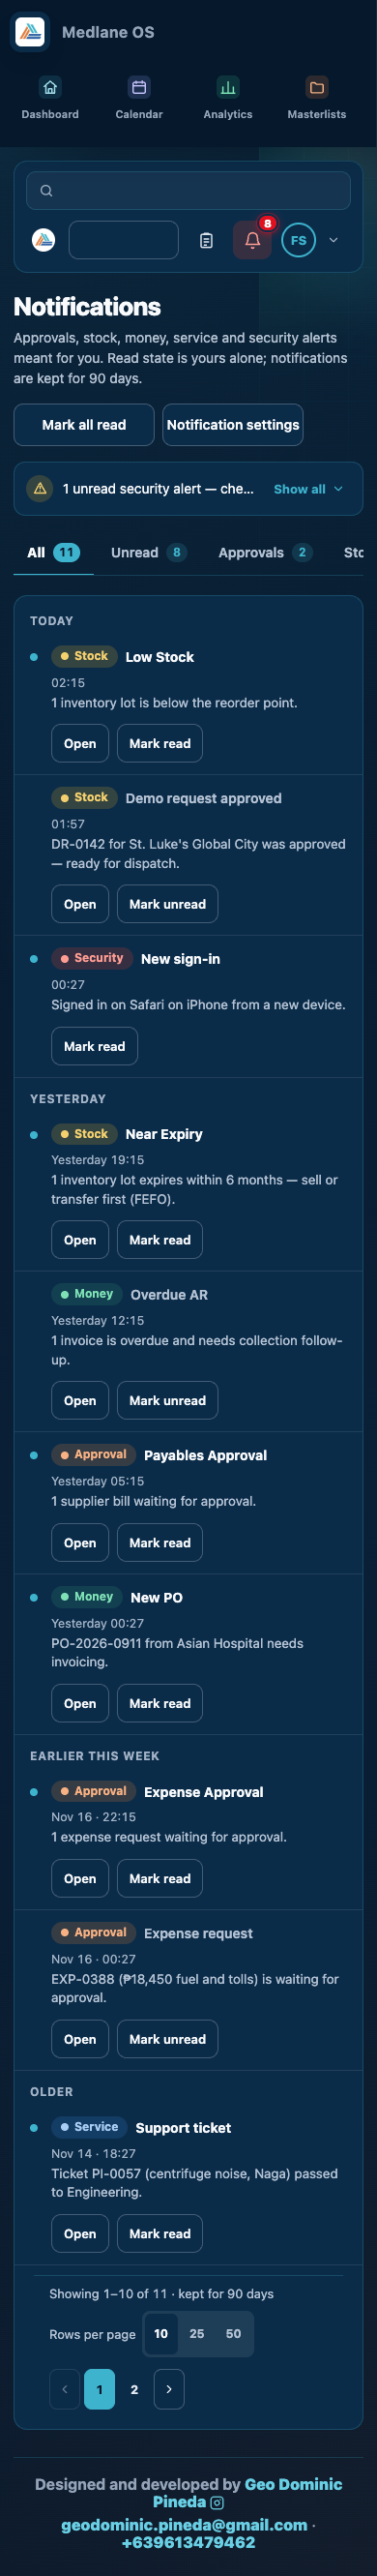 Medlane OS
Dashboard
Calendar
Analytics
Masterlists
8
FS
Notifications
Approvals, stock, money, service and security alerts
meant for you. Read state is yours alone; notifications
are kept for 90 days.
Mark all read
Notification settings
1 unread security alert — che...
Show all
All 11
Unread 8
Approvals 2
Sto
TODAY
Stock Low Stock
02:15
1 inventory lot is below the reorder point.
Open
Mark read
Stock Demo request approved
01:57
DR-0142 for St. Luke's Global City was approved
— ready for dispatch.
Open
Mark unread
Security New sign-in
00:27
Signed in on Safari on iPhone from a new device.
Mark read
YESTERDAY
Stock Near Expiry
Yesterday 19:15
1 inventory lot expires within 6 months — sell or
transfer first (FEFO).
Open
Mark read
Money Overdue AR
Yesterday 12:15
1 invoice is overdue and needs collection follow-
up.
Open
Mark unread
Approval Payables Approval
Yesterday 05:15
1 supplier bill waiting for approval.
Open
Mark read
Money New PO
Yesterday 00:27
PO-2026-0911 from Asian Hospital needs
invoicing.
Open
Mark read
EARLIER THIS WEEK
Approval Expense Approval
Nov 16 · 22:15
1 expense request waiting for approval.
Open
Mark read
Approval Expense request
Nov 16 · 00:27
EXP-0388 (₱18,450 fuel and tolls) is waiting for
approval.
Open
Mark unread
OLDER
Service Support ticket
Nov 14 · 18:27
Ticket PI-0057 (centrifuge noise, Naga) passed
to Engineering.
Open
Mark read
Showing 1–10 of 11 · kept for 90 days
Rows per page 10 25 50
1 2
Designed and developed by Geo Dominic
Pineda
geodominic.pineda@gmail.com ·
+639613479462